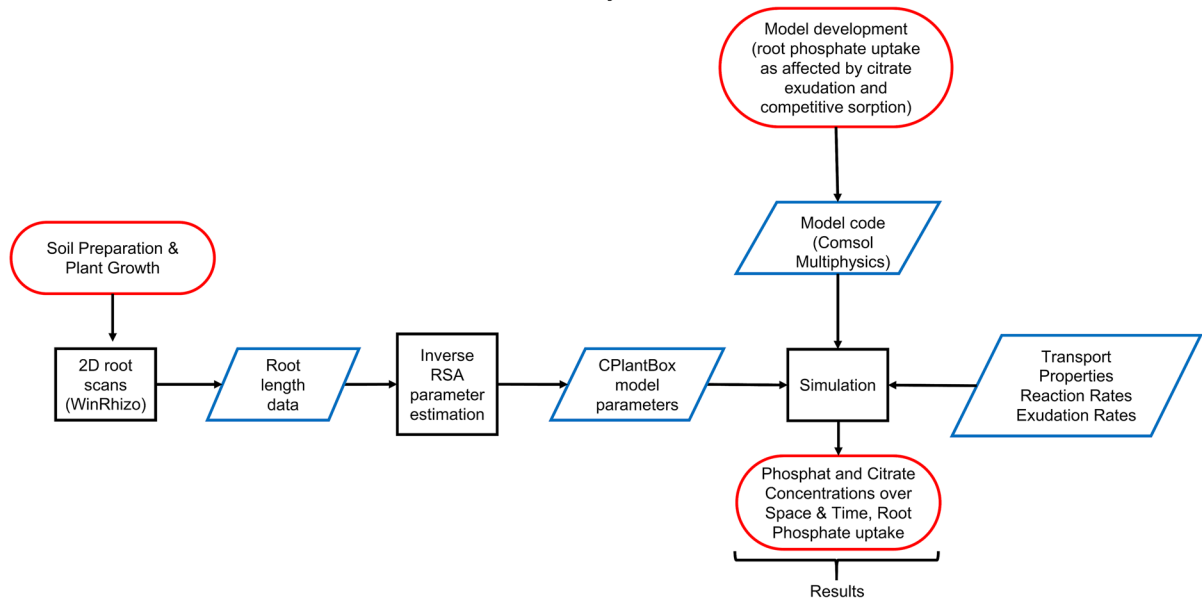 Model development
(root phosphate uptake
as affected by citrate
exudation and
competitive sorption)
Model code
(Comsol
Multiphysics)
Soil Preparation &
Plant Growth
2D root
scans
(WinRhizo)
Root
length
data
Inverse
RSA
parameter
estimation
CPlantBox
model
parameters
Simulation
Transport
Properties
Reaction Rates
Exudation Rates
Phosphat and Citrate
Concentrations over
Space & Time, Root
Phosphate uptake
Results